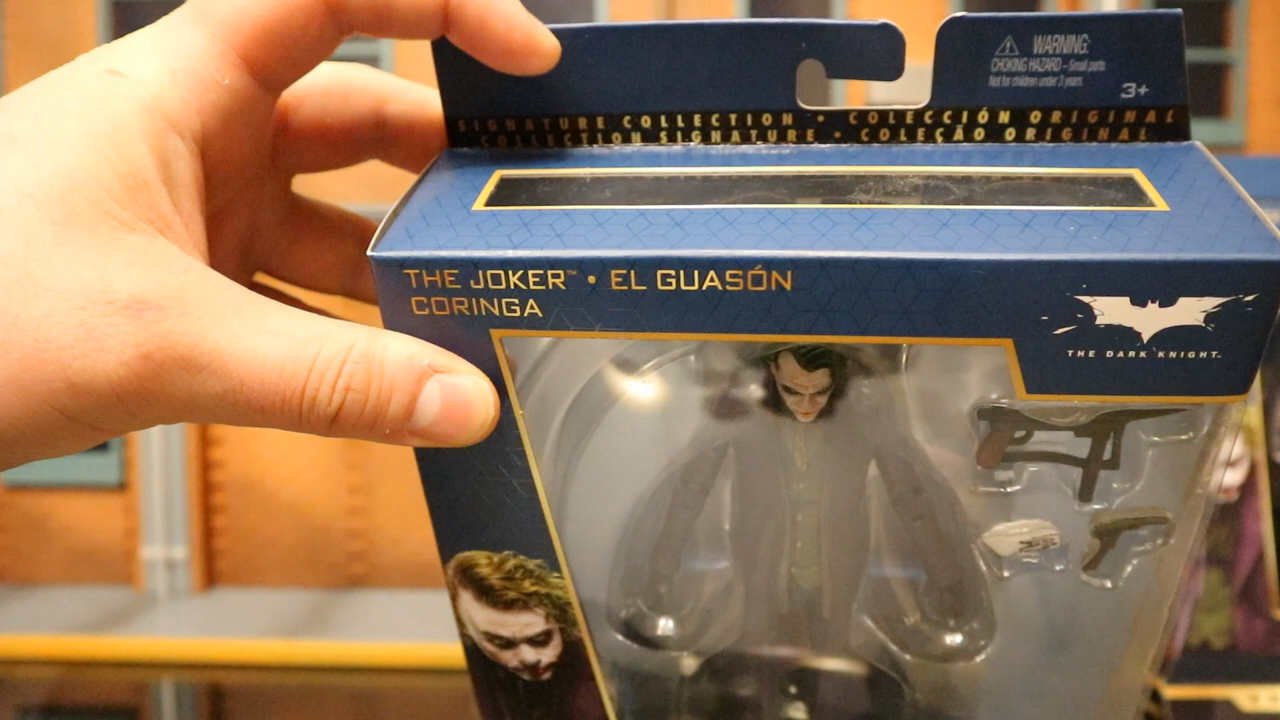 WARNING:
CHOKING HAZARD – Small parts
Not for children under 3 years.
3+
SIGNATURE COLLECTION • COLECCIÓN ORIGINAL
COLLECTION SIGNATURE • COLEÇÃO ORIGINAL
THE JOKER™ • EL GUASÓN
CORINGA
THE DARK KNIGHT™